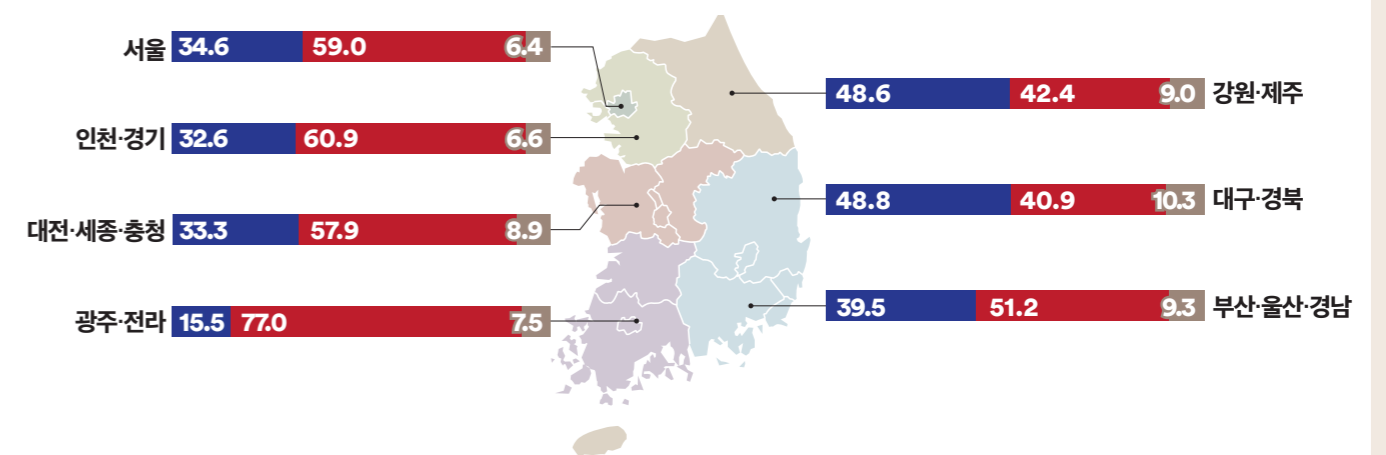 서울 34.6 59.0 6.4
인천·경기 32.6 60.9 6.6
대전·세종·충청 33.3 57.9 8.9
광주·전라 15.5 77.0 7.5
48.6 42.4 9.0 강원·제주
48.8 40.9 10.3 대구·경북
39.5 51.2 9.3 부산·울산·경남